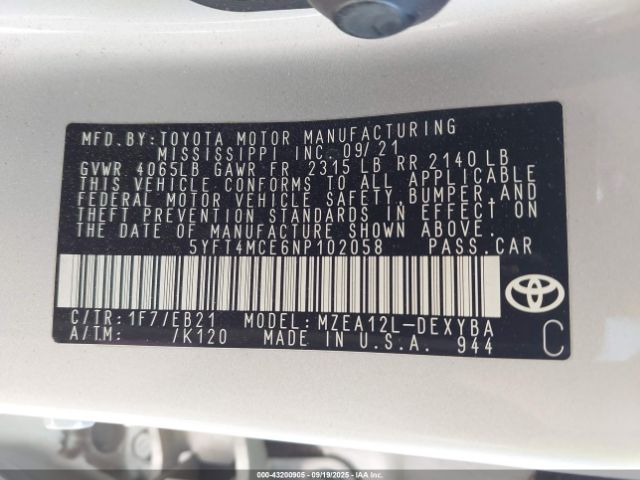 MFD.BY:TOYOTA MOTOR MANUFACTURING
MISSISSIPPI INC.09/21
GVWR 4065LB GAWR FR 2315 LB RR 2140 LB
THIS VEHICLE CONFORMS TO ALL APPLICABLE
FEDERAL MOTOR VEHICLE SAFETY,BUMPER,AND
THEFT PREVENTION STANDARDS IN EFFECT ON
THE DATE OF MANUFACTURE SHOWN ABOVE.
5YFT4MCE6NP102058 PASS.CAR
C/TR:1F7/EB21 MODEL:MZEA12L-DEXYBA
A/TM: /K120 MADE IN U.S.A. 944
C
000-43200905 - 09/19/2025 - IAAI.COM